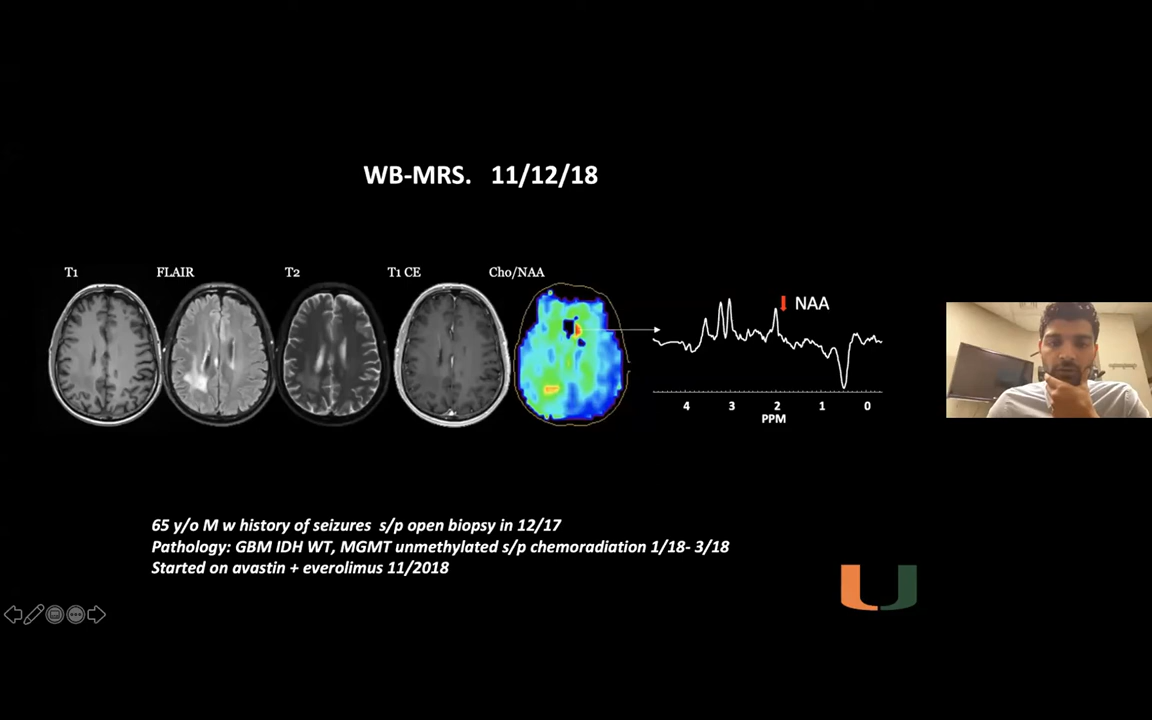 WB-MRS. 11/12/18
T1 FLAIR T2 T1 CE Cho/NAA
NAA
4 3 2 1 0
PPM
65 y/o M w history of seizures s/p open biopsy in 12/17
Pathology: GBM IDH WT, MGMT unmethylated s/p chemoradiation 1/18- 3/18
Started on avastin + everolimus 11/2018